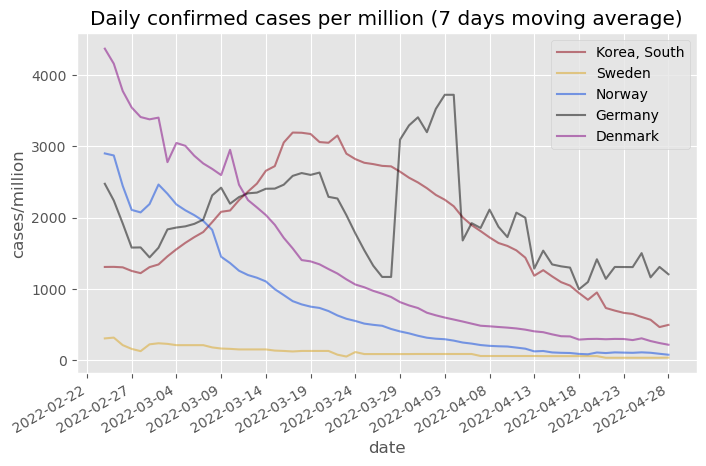 Daily confirmed cases per million (7 days moving average)
Korea, South
Sweden
Norway
Germany
Denmark
cases/million
4000
3000
2000
1000
0
2022-02-22
2022-02-27
2022-03-04
2022-03-09
2022-03-14
2022-03-19
2022-03-24
2022-03-29
2022-04-03
2022-04-08
2022-04-13
2022-04-18
2022-04-23
2022-04-28
date